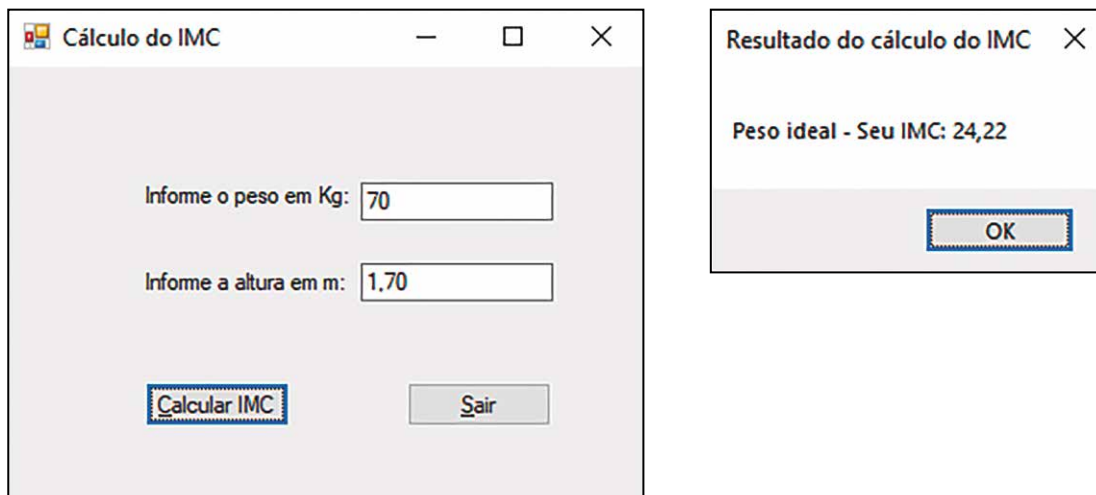 Cálculo do IMC
Informe o peso em Kg: 70
Informe a altura em m: 1,70
Calcular IMC
Sair
Resultado do cálculo do IMC
Peso ideal - Seu IMC: 24,22
OK